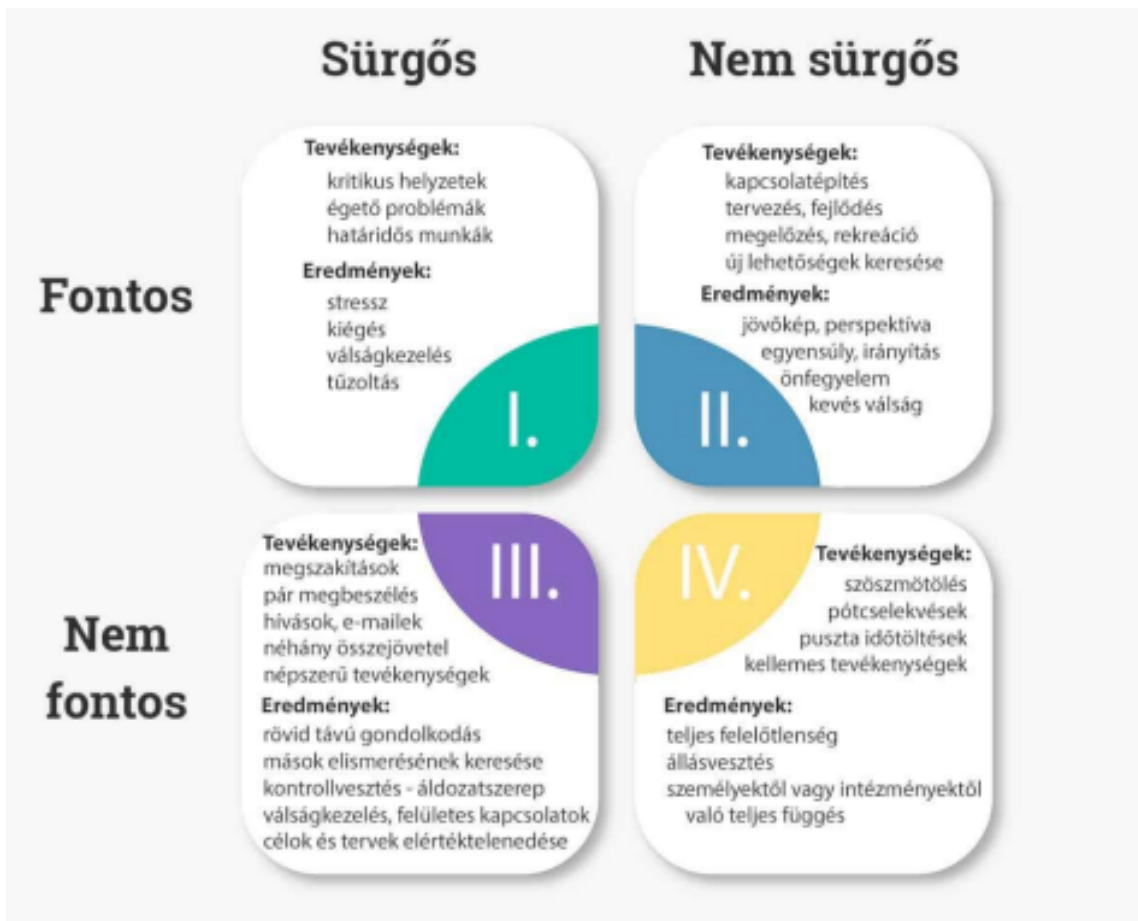 Sürgős
Nem sürgős
Fontos
Tevékenységek:
kritikus helyzetek
égető problémák
határidős munkák
Eredmények:
stressz
kiégés
válságkezelés
tűzoltás
I.
Tevékenységek:
kapcsolatépítés
tervezés, fejlődés
megelőzés, rekreáció
új lehetőségek keresése
Eredmények:
jövőkép, perspektíva
egyensúly, irányítás
önfegyelem
kevés válság
II.
Nem
fontos
Tevékenységek:
megszakítások
pár megbeszélés
hívások, e-mailek
néhány összejövetel
népszerű tevékenységek
Eredmények:
rövid távú gondolkodás
mások elismerésének keresése
kontrollvesztés - áldozatszerep
válságkezelés, felületes kapcsolatok
célok és tervek elértéktelenedése
III.
IV.
Tevékenységek:
szöszmötölés
pótcselekvések
puszta időtöltések
kellemes tevékenységek
Eredmények:
teljes felelőtlenség
állásvesztés
személyektől vagy intézményektől
való teljes függés